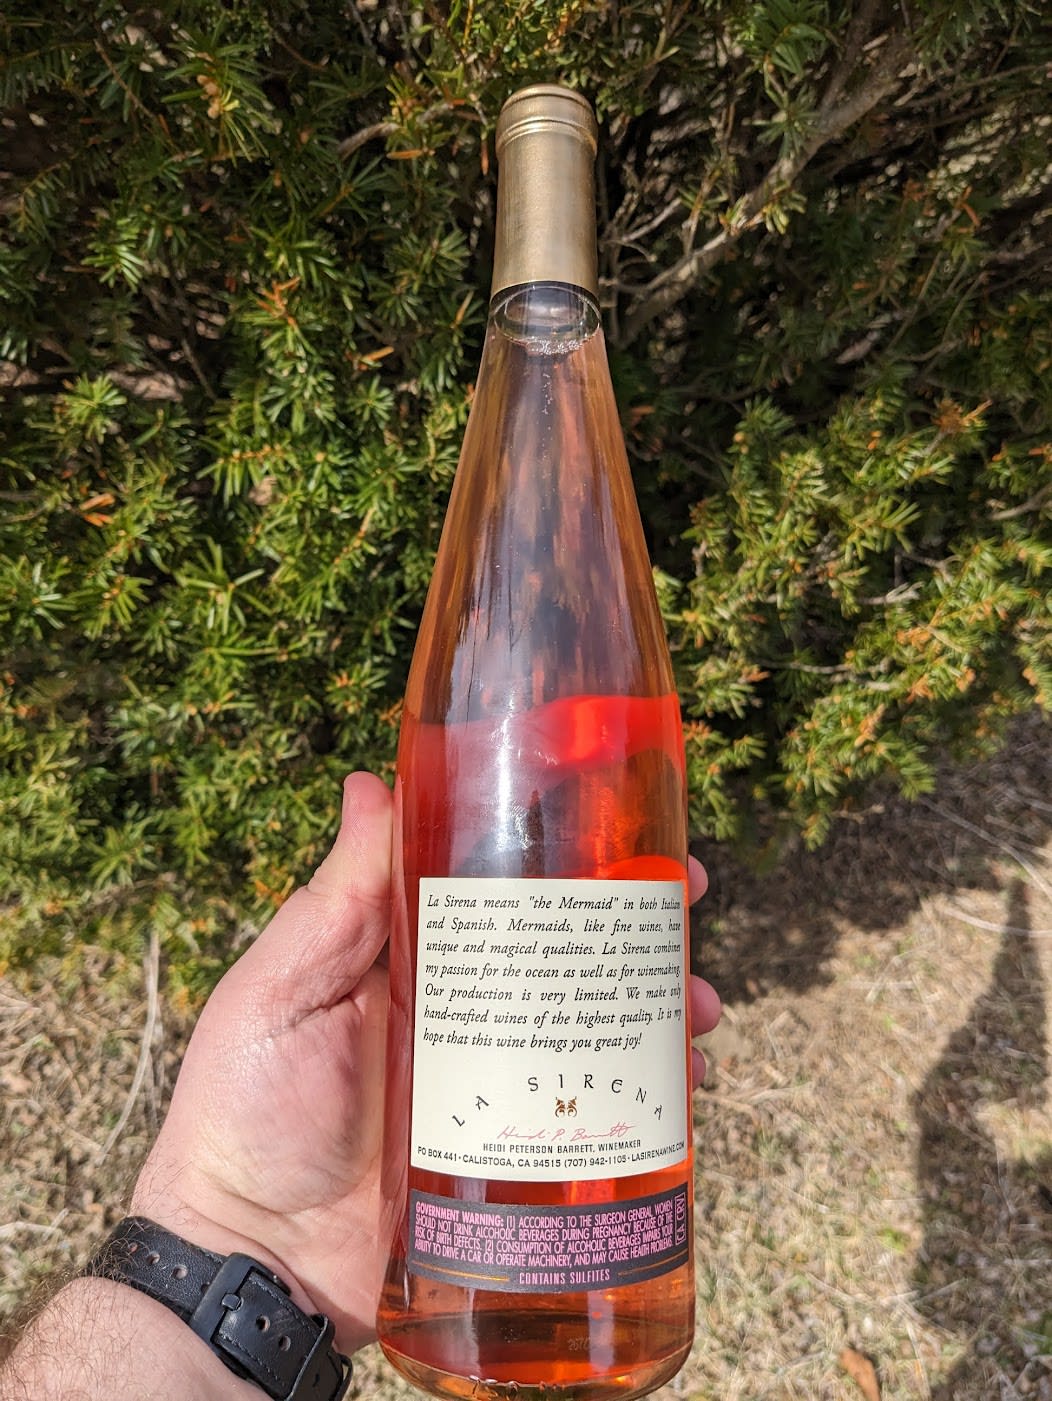 La Sirena means "the Mermaid" in both Italian
and Spanish. Mermaids, like fine wines, have
unique and magical qualities. La Sirena combines
my passion for the ocean as well as for winemaking.
Our production is very limited. We make only
hand-crafted wines of the highest quality. It is my
hope that this wine brings you great joy!
LA SIRENA
Heidi P. Barrett
HEIDI PETERSON BARRETT, WINEMAKER
PO BOX 441 • CALISTOGA, CA 94515 (707) 942-1105 • LASIRENAWINE.COM
GOVERNMENT WARNING: (1) ACCORDING TO THE SURGEON GENERAL WOMEN
SHOULD NOT DRINK ALCOHOLIC BEVERAGES DURING PREGNANCY BECAUSE OF THE
RISK OF BIRTH DEFECTS. (2) CONSUMPTION OF ALCOHOLIC BEVERAGES IMPAIRS YOUR
ABILITY TO DRIVE A CAR OR OPERATE MACHINERY, AND MAY CAUSE HEALTH PROBLEMS.
CA CRV
CONTAINS SULFITES